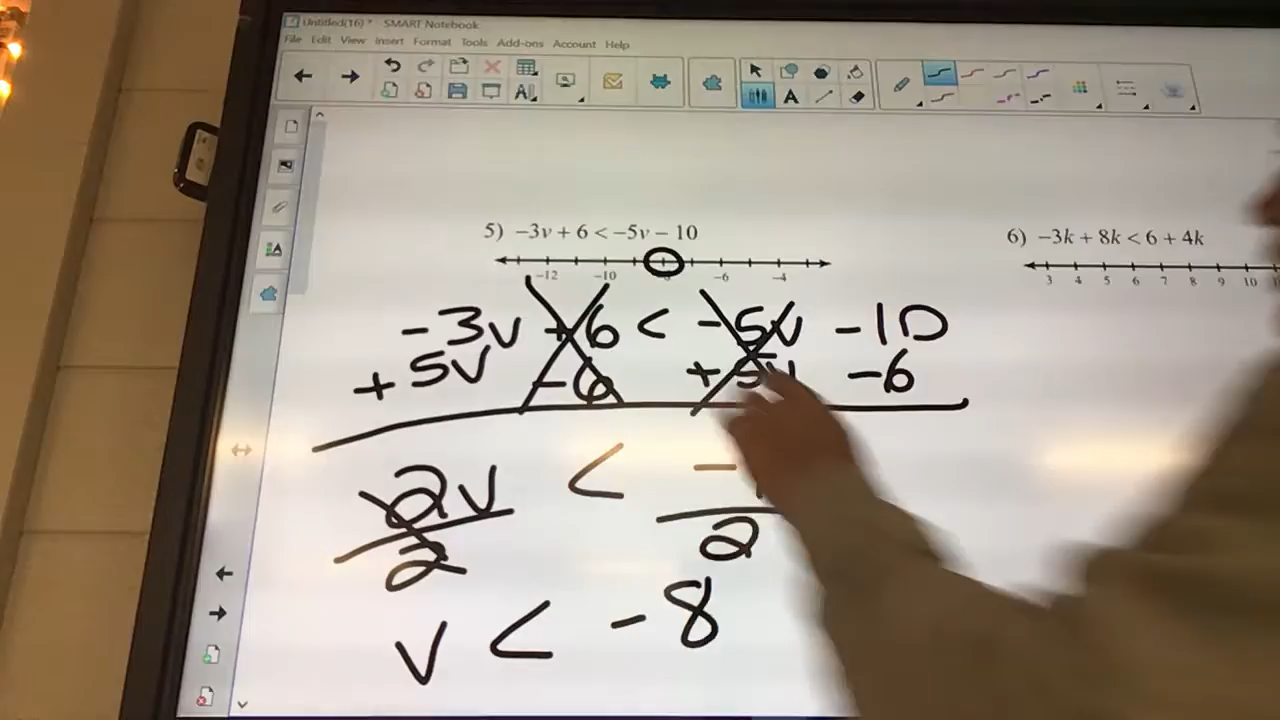 Untitled(16) * SMART Notebook
File Edit View Insert Format Tools Add-ons Account Help
5) −3v + 6 < −5v − 10
6) −3k + 8k < 6 + 4k
-12 -10 -6 -4
3 4 5 6 7 8 9 10
-3v + 6 < -5v -10
+5v -6 +5v -6
2v < -
2 2
v < -8